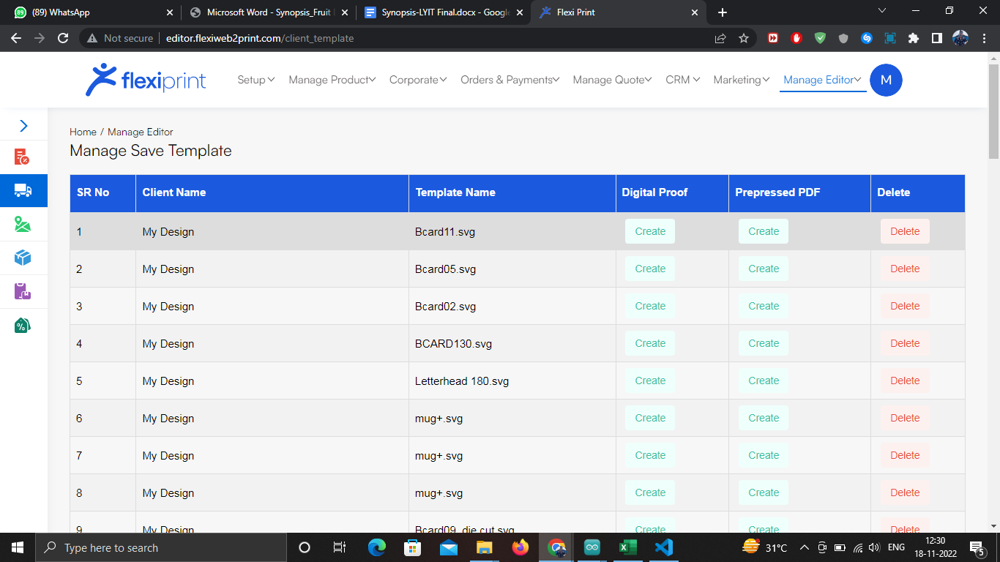 (89) WhatsApp
Microsoft Word - Synopsis_Fruit
Synopsis-LYIT Final.docx - Google
Flexi Print
Not secure editor.flexiweb2print.com/client_template
flexiprint Setup Manage Product Corporate Orders & Payments Manage Quote CRM Marketing Manage Editor M
Home / Manage Editor
Manage Save Template
SR No Client Name Template Name Digital Proof Prepressed PDF Delete
1 My Design Bcard11.svg Create Create Delete
2 My Design Bcard05.svg Create Create Delete
3 My Design Bcard02.svg Create Create Delete
4 My Design BCARD130.svg Create Create Delete
5 My Design Letterhead 180.svg Create Create Delete
6 My Design mug+.svg Create Create Delete
7 My Design mug+.svg Create Create Delete
8 My Design mug+.svg Create Create Delete
9 My Design Bcard09_die cut.svg Create Create Delete
Type here to search
31°C ENG
12:30
18-11-2022
5